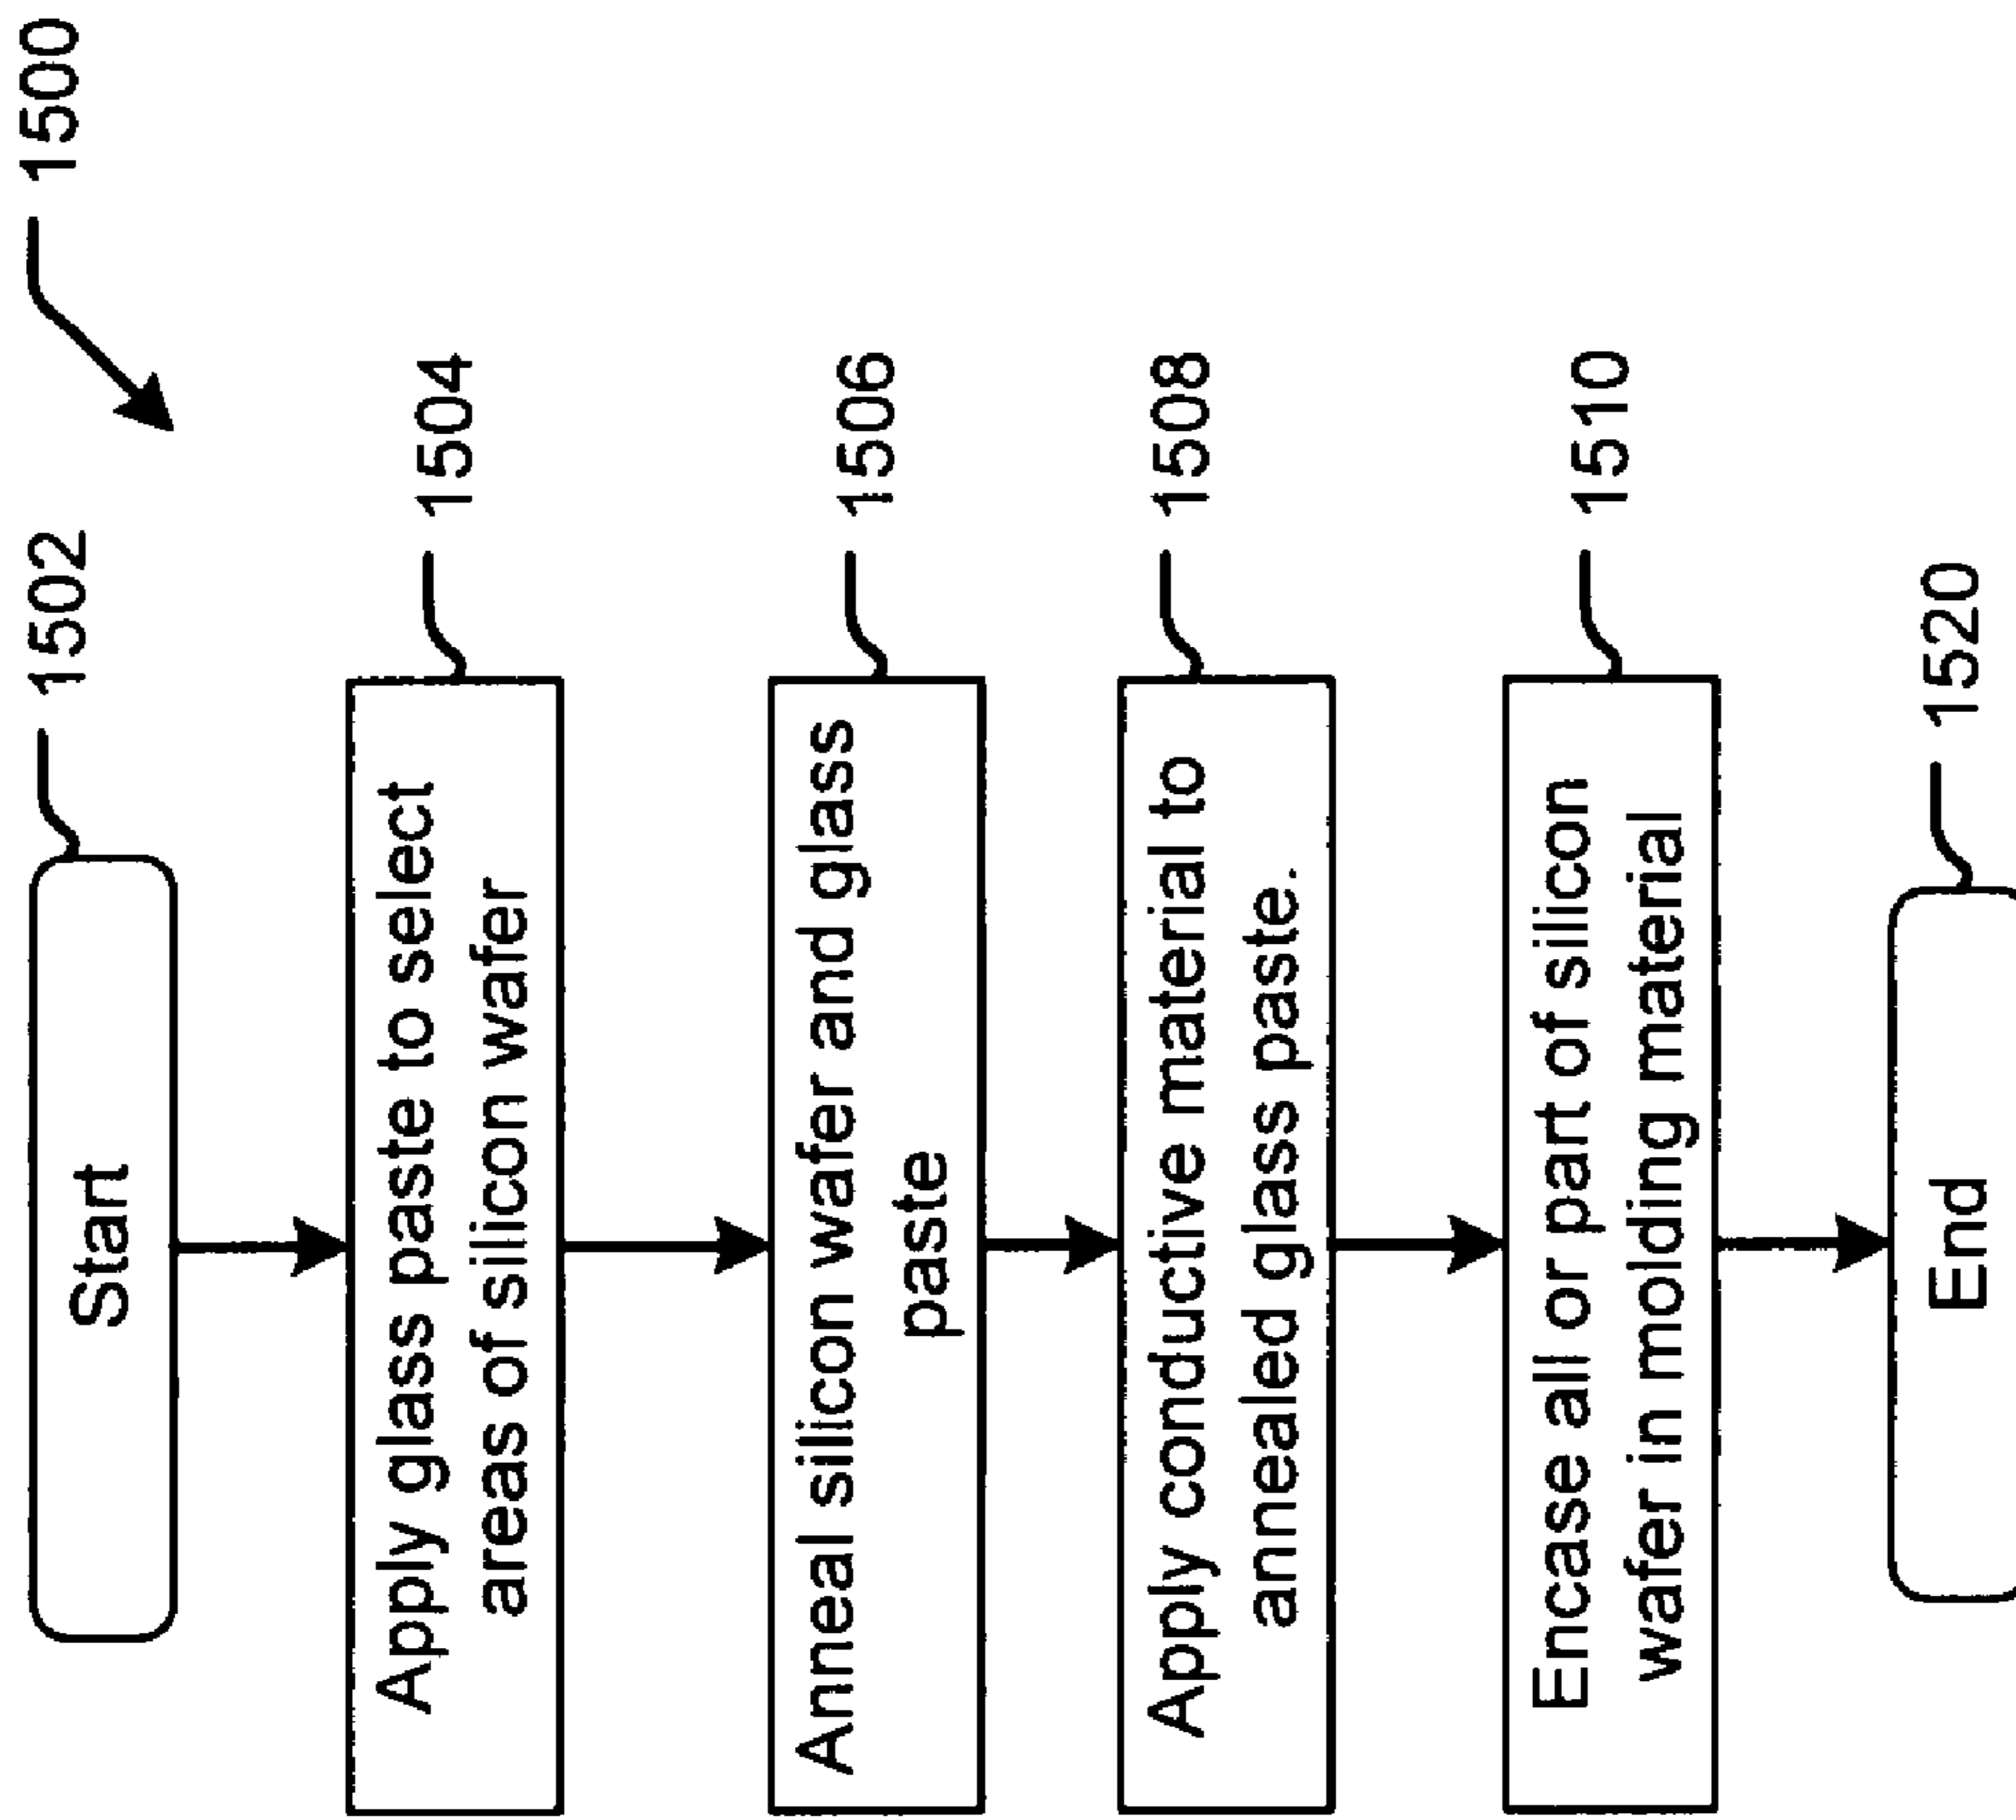 1500
Start
1502
Apply glass paste to select
areas of silicon wafer
1504
Anneal silicon wafer and glass
paste
1506
Apply conductive material to
annealed glass paste.
1508
Encase all or part of silicon
wafer in molding material
1510
End
1520